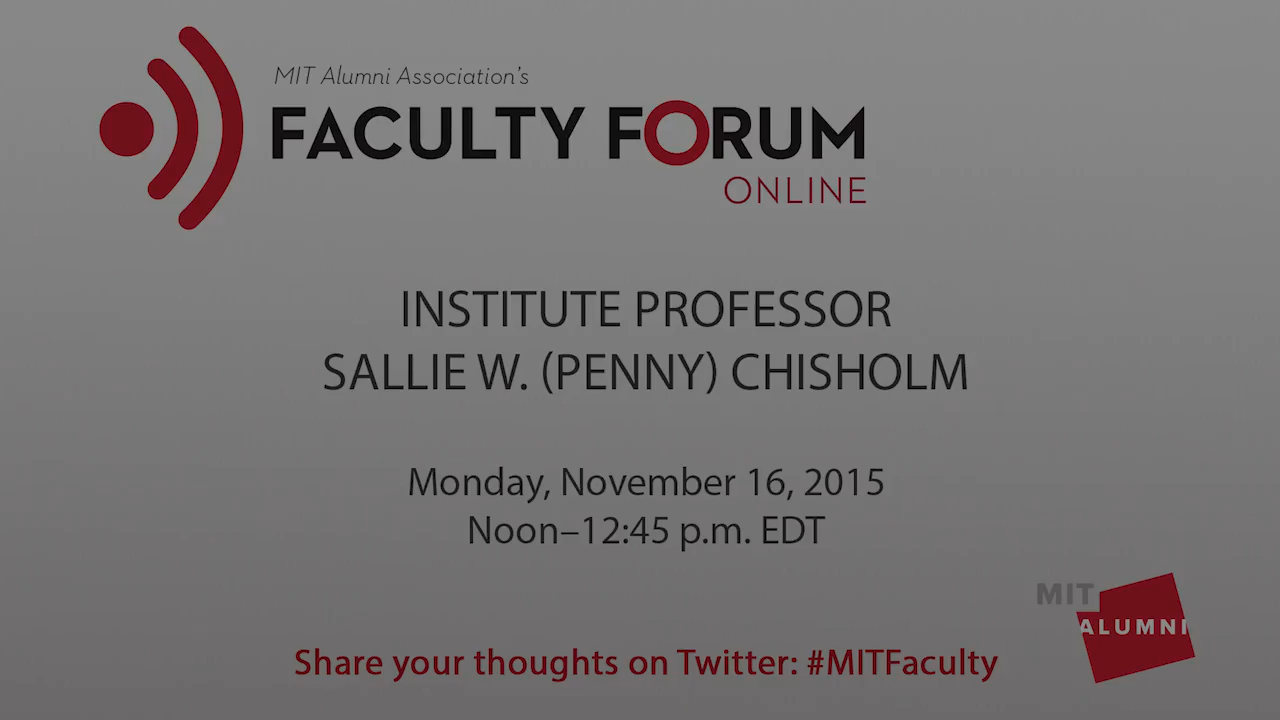 MIT Alumni Association's
FACULTY FORUM
ONLINE
INSTITUTE PROFESSOR
SALLIE W. (PENNY) CHISHOLM
Monday, November 16, 2015
Noon–12:45 p.m. EDT
MIT
ALUMNI
Share your thoughts on Twitter: #MITFaculty